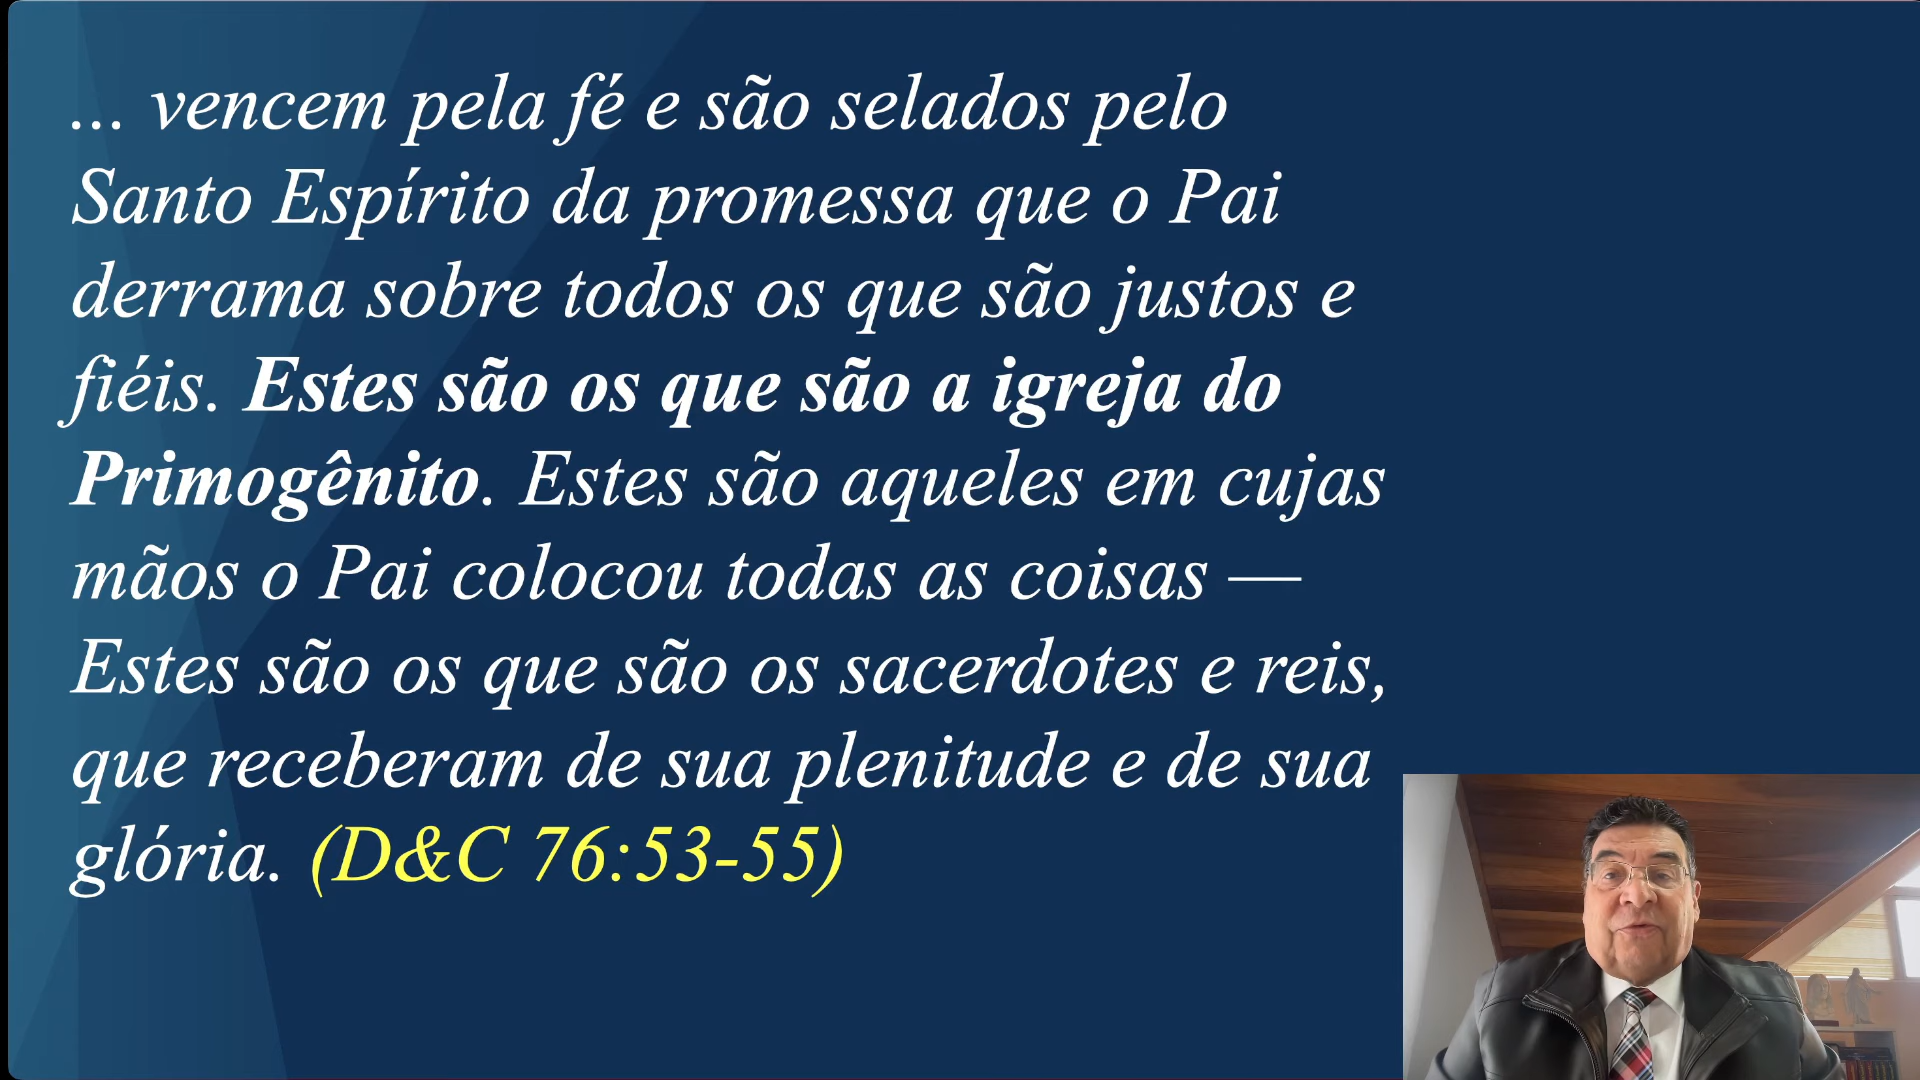 ... vencem pela fé e são selados pelo
Santo Espírito da promessa que o Pai
derrama sobre todos os que são justos e
fiéis. Estes são os que são a igreja do
Primogênito. Estes são aqueles em cujas
mãos o Pai colocou todas as coisas —
Estes são os que são os sacerdotes e reis,
que receberam de sua plenitude e de sua
glória. (D&C 76:53-55)